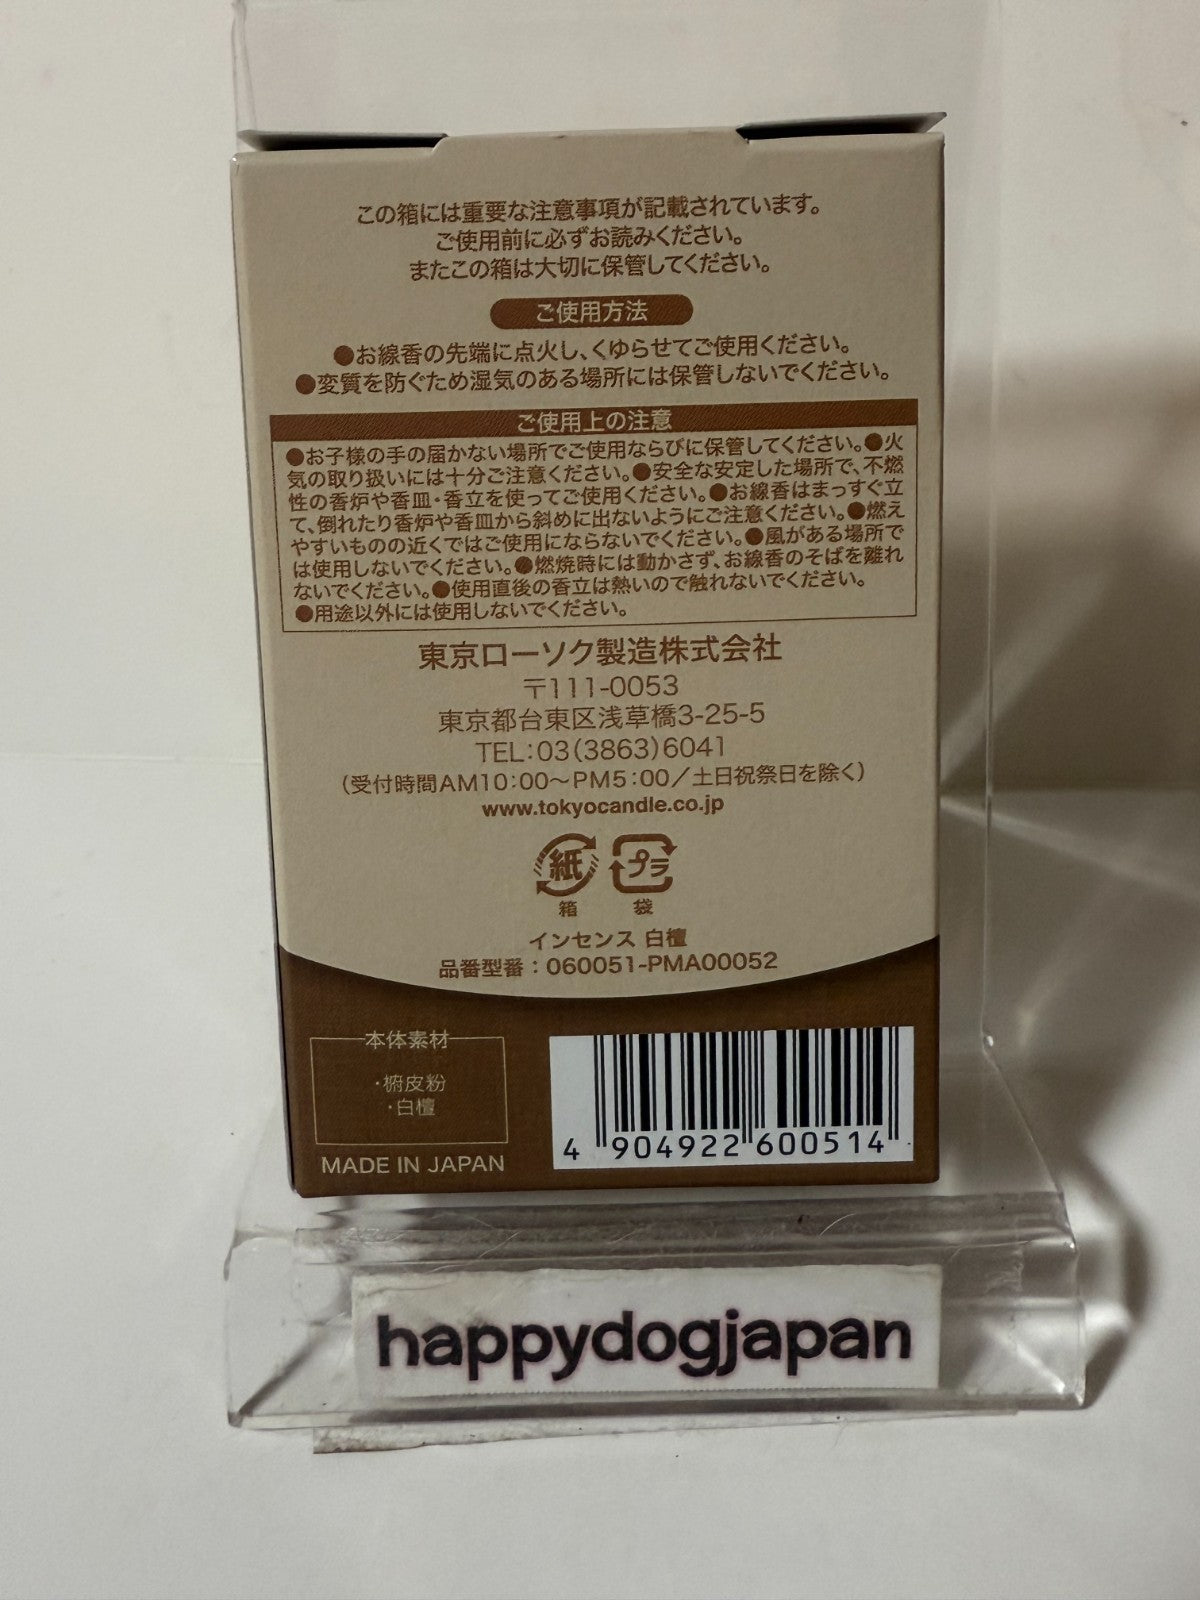 この箱には重要な注意事項が記載されています。
ご使用前に必ずお読みください。
またこの箱は大切に保管してください。
ご使用方法
●お線香の先端に点火し、くゆらせてご使用ください。
●変質を防ぐため湿気のある場所には保管しないでください。
ご使用上の注意
●お子様の手の届かない場所でご使用ならびに保管してください。●火
気の取り扱いには十分ご注意ください。●安全な安定した場所で、不燃
性の香炉や香皿・香立を使ってご使用ください。●お線香はまっすぐ立
て、倒れたり香炉や香皿から斜めに出ないようにご注意ください。●燃え
やすいものの近くではご使用にならないでください。●風がある場所で
は使用しないでください。●燃焼時には動かさず、お線香のそばを離れ
ないでください。●使用直後の香立は熱いので触れないでください。
●用途以外には使用しないでください。
東京ローソク製造株式会社
〒111-0053
東京都台東区浅草橋3-25-5
TEL:03(3863)6041
(受付時間AM10:00〜PM5:00/土日祝祭日を除く)
www.tokyocandle.co.jp
紙 プラ
箱 袋
インセンス 白檀
品番型番：060051-PMA00052
本体素材
・椨皮粉
・白檀
MADE IN JAPAN
4 904922 600514
happydogjapan